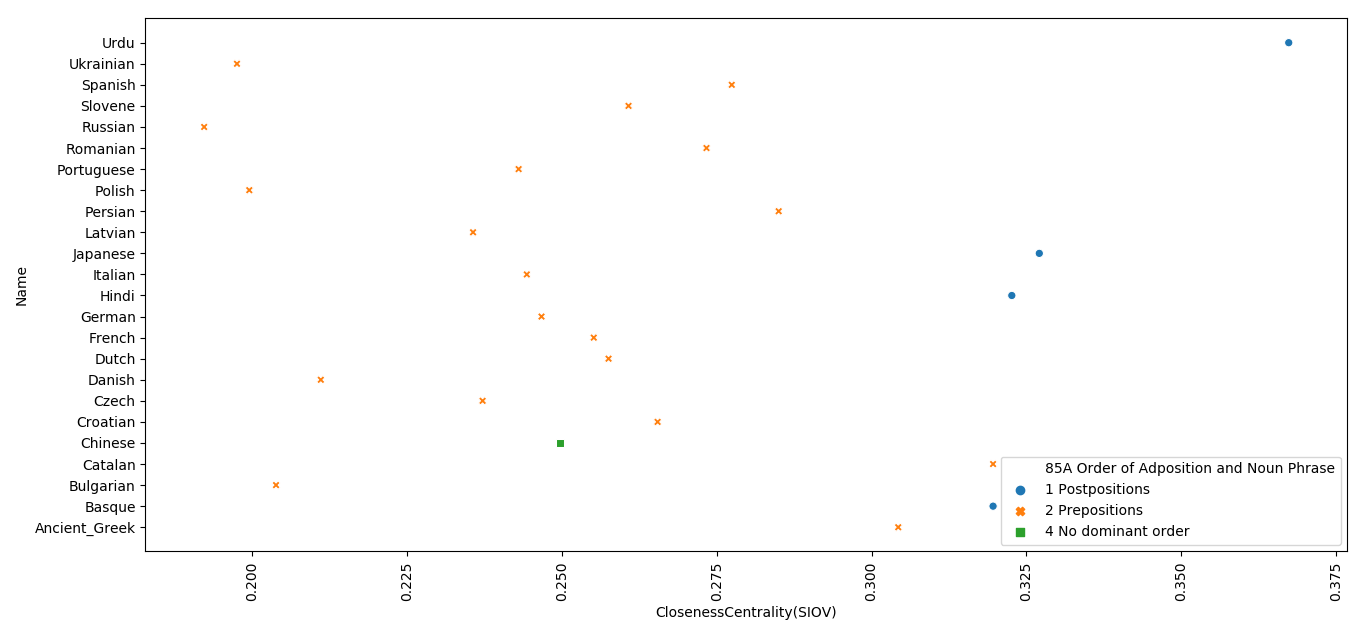 Urdu
Ukrainian
Spanish
Slovene
Russian
Romanian
Portuguese
Polish
Persian
Latvian
Japanese
Italian
Hindi
German
French
Dutch
Danish
Czech
Croatian
Chinese
Catalan
Bulgarian
Basque
Ancient_Greek
Name
85A Order of Adposition and Noun Phrase
1 Postpositions
2 Prepositions
4 No dominant order
0.200
0.225
0.250
0.275
0.300
0.325
0.350
0.375
ClosenessCentrality(SIOV)